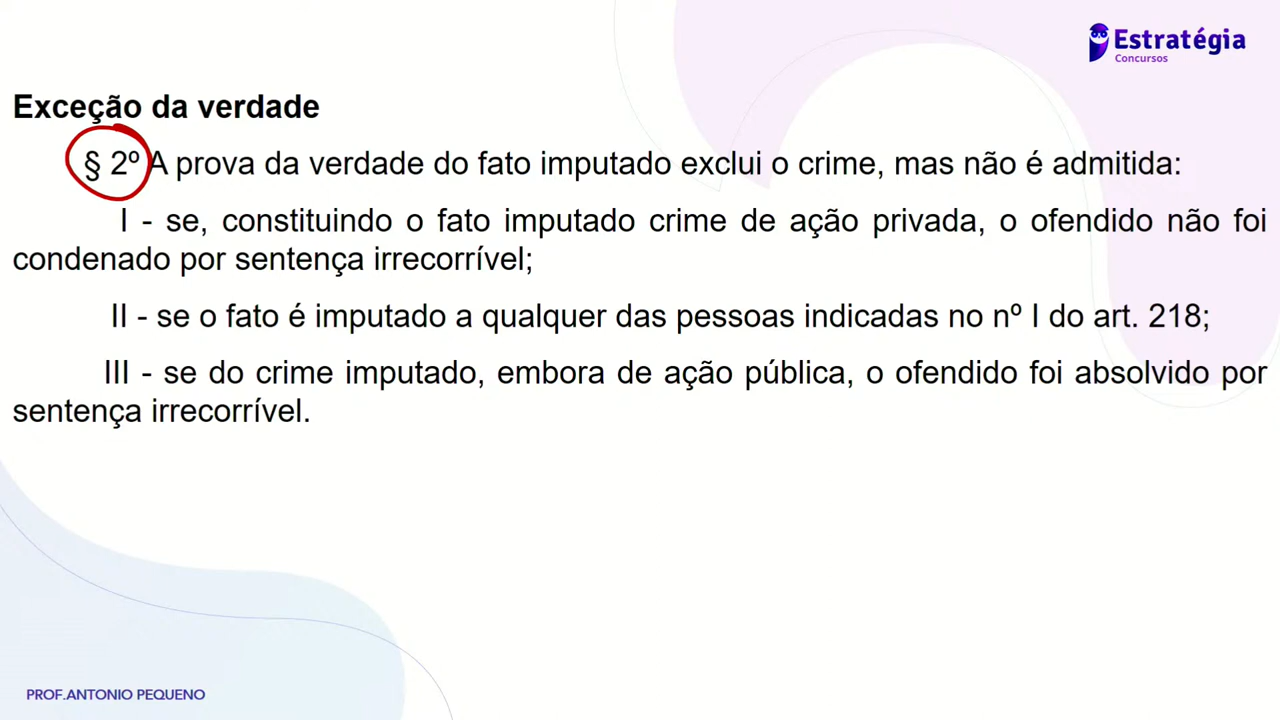 Estratégia
Concursos
Exceção da verdade
§ 2º A prova da verdade do fato imputado exclui o crime, mas não é admitida:
I - se, constituindo o fato imputado crime de ação privada, o ofendido não foi
condenado por sentença irrecorrível;
II - se o fato é imputado a qualquer das pessoas indicadas no nº I do art. 218;
III - se do crime imputado, embora de ação pública, o ofendido foi absolvido por
sentença irrecorrível.
PROF.ANTONIO PEQUENO